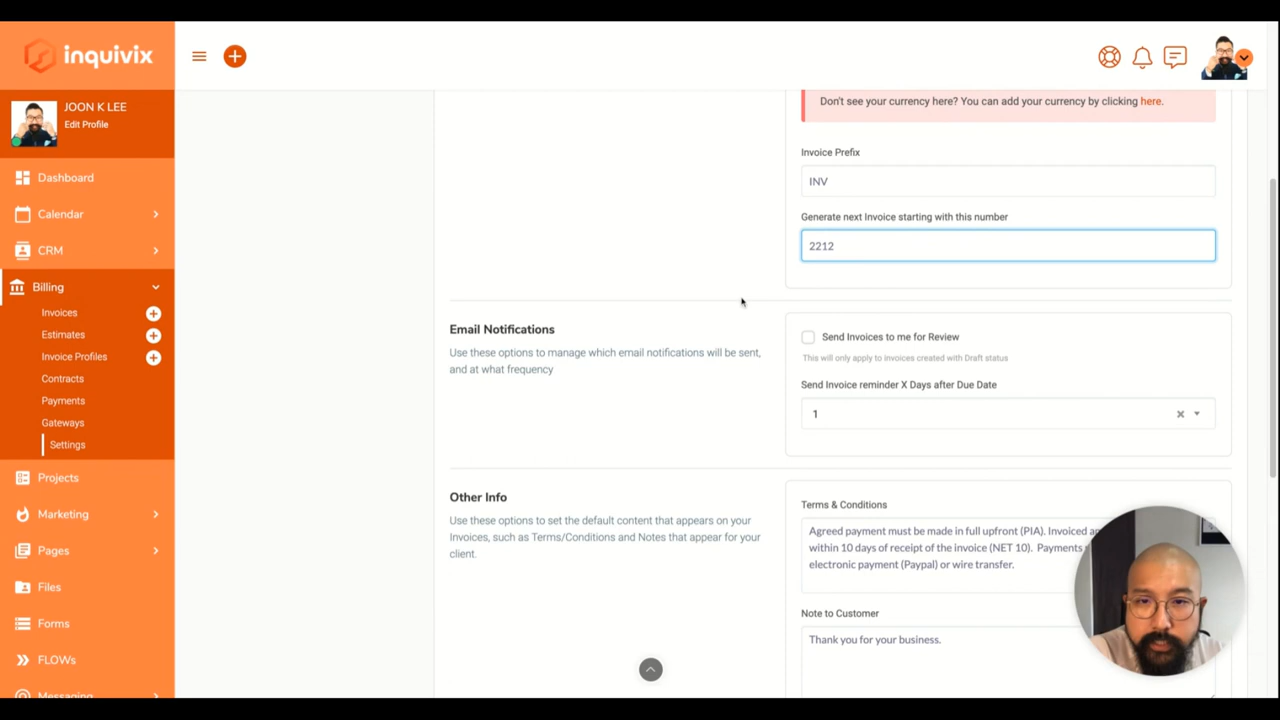 inquivix
JOON K LEE
Edit Profile
Dashboard
Calendar
CRM
Billing
Invoices
Estimates
Invoice Profiles
Contracts
Payments
Gateways
Settings
Projects
Marketing
Pages
Files
Forms
FLOWs
Messaging
Don't see your currency here? You can add your currency by clicking here.
Invoice Prefix
INV
Generate next Invoice starting with this number
2212
Email Notifications
Use these options to manage which email notifications will be sent,
and at what frequency
Send Invoices to me for Review
This will only apply to invoices created with Draft status
Send Invoice reminder X Days after Due Date
1
Other Info
Use these options to set the default content that appears on your
Invoices, such as Terms/Conditions and Notes that appear for your
client.
Terms & Conditions
Agreed payment must be made in full upfront (PIA). Invoiced
within 10 days of receipt of the invoice (NET 10). Payments
electronic payment (Paypal) or wire transfer.
Note to Customer
Thank you for your business.